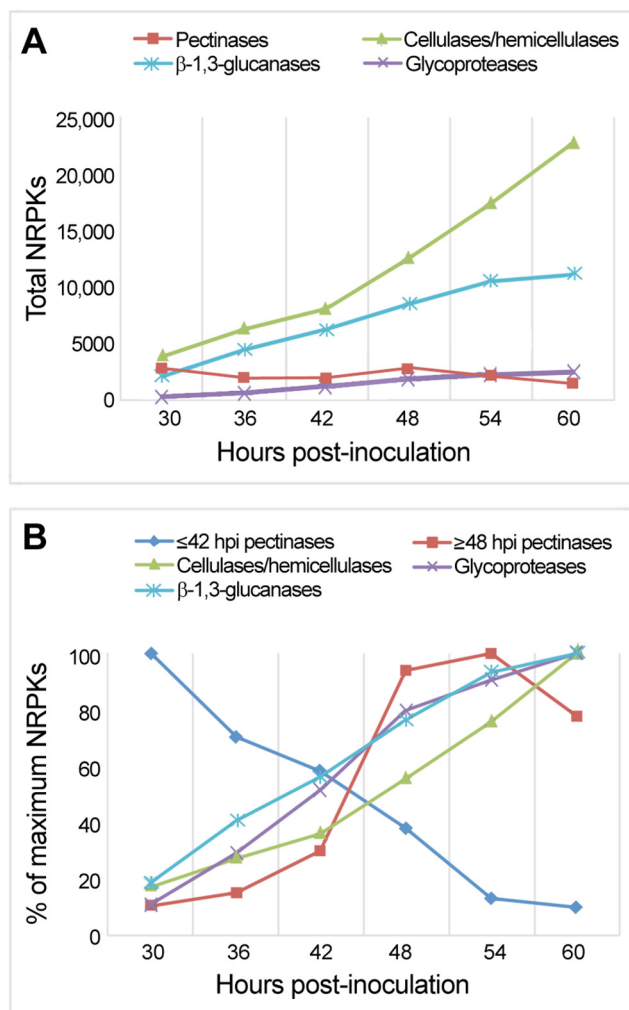 A
Pectinases Cellulases/hemicellulases
β-1,3-glucanases Glycoproteases
25,000
20,000
15,000
10,000
5000
0
Total NRPKs
30 36 42 48 54 60
Hours post-inoculation
B
≤42 hpi pectinases ≥48 hpi pectinases
Cellulases/hemicellulases Glycoproteases
β-1,3-glucanases
100
80
60
40
20
0
% of maximum NRPKs
30 36 42 48 54 60
Hours post-inoculation